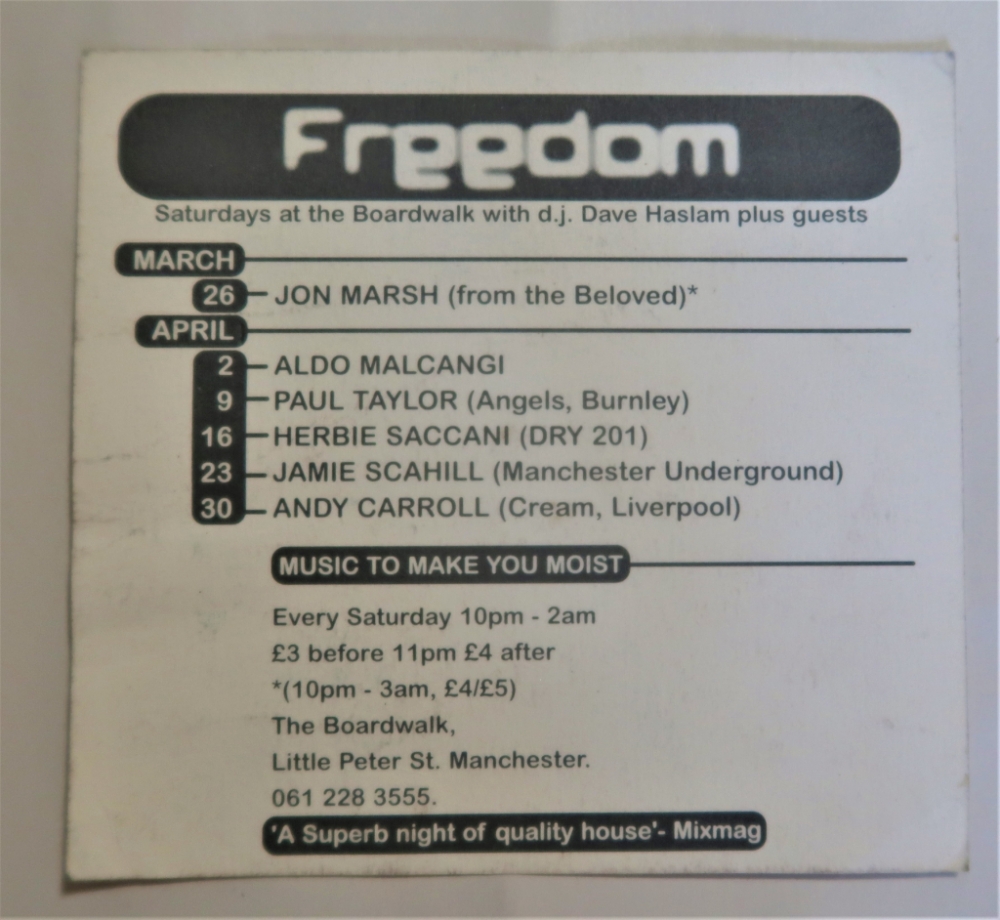 Freedom
Saturdays at the Boardwalk with d.j. Dave Haslam plus guests
MARCH
26 JON MARSH (from the Beloved)*
APRIL
2 ALDO MALCANGI
9 PAUL TAYLOR (Angels, Burnley)
16 HERBIE SACCANI (DRY 201)
23 JAMIE SCAHILL (Manchester Underground)
30 ANDY CARROLL (Cream, Liverpool)
MUSIC TO MAKE YOU MOIST
Every Saturday 10pm - 2am
£3 before 11pm £4 after
*(10pm - 3am, £4/£5)
The Boardwalk,
Little Peter St. Manchester.
061 228 3555.
'A Superb night of quality house'- Mixmag